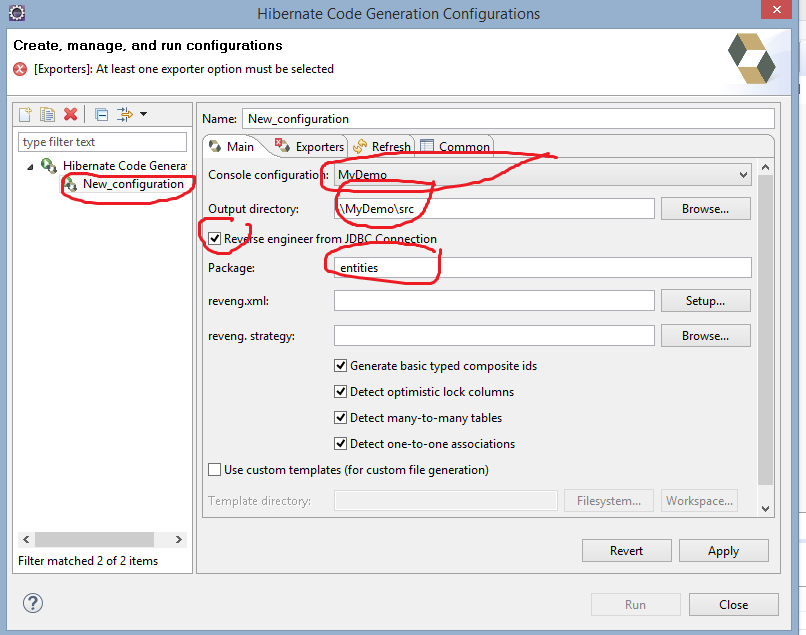 Hibernate Code Generation Configurations
Create, manage, and run configurations
[Exporters]: At least one exporter option must be selected
type filter text
Hibernate Code Genera
New_configuration
Filter matched 2 of 2 items
Name: New_configuration
Main Exporters Refresh Common
Console configuration: MyDemo
Output directory: \MyDemo\src Browse...
Reverse engineer from JDBC Connection
Package: entities
reveng.xml: Setup...
reveng. strategy: Browse...
Generate basic typed composite ids
Detect optimistic lock columns
Detect many-to-many tables
Detect one-to-one associations
Use custom templates (for custom file generation)
Template directory: Filesystem... Workspace...
Revert Apply
Run Close